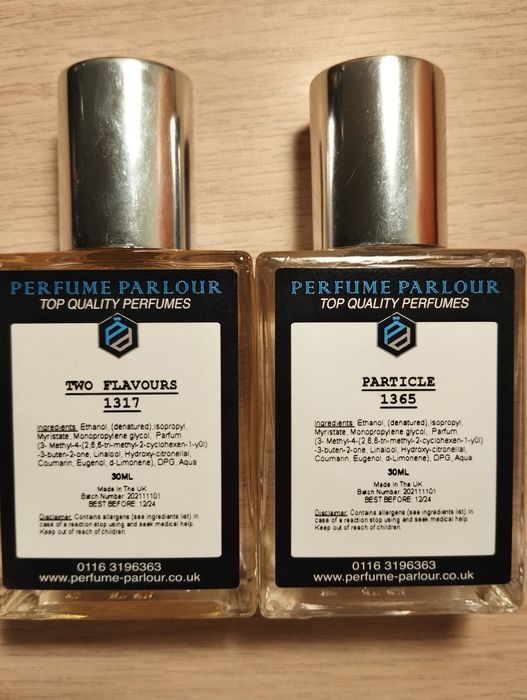 PERFUME PARLOUR
TOP QUALITY PERFUMES
TWO FLAVOURS
1317
Ingredients: Ethanol, (denatured),Isopropyl,
Myristate, Monopropylene glycol, Parfum
(3- Methyl-4-(2,6,6-tri-methyl-2-cyclohexen-1-y0l)
-3-buten-2-one, Linalool, Hydroxy-citronellal,
Coumarin, Eugenol, d-Limonene), DPG, Aqua
30ML
Made In The UK
Batch Number: 202111101
BEST BEFORE: 12/24
Disclaimer: Contains allergens (see ingredients list) In
case of a reaction stop using and seek medical help.
Keep out of reach of children.
0116 3196363
www.perfume-parlour.co.uk
PERFUME PARLOUR
TOP QUALITY PERFUMES
PARTICLE
1365
Ingredients: Ethanol, (denatured),Isopropyl,
Myristate, Monopropylene glycol, Parfum
(3- Methyl-4-(2,6,6-tri-methyl-2-cyclohexen-1-y0l)
-3-buten-2-one, Linalool, Hydroxy-citronellal,
Coumarin, Eugenol, d-Limonene), DPG, Aqua
30ML
Made In The UK
Batch Number: 202111101
BEST BEFORE: 12/24
Disclaimer: Contains allergens (see ingredients list) In
case of a reaction stop using and seek medical help.
Keep out of reach of children.
0116 3196363
www.perfume-parlour.co.uk